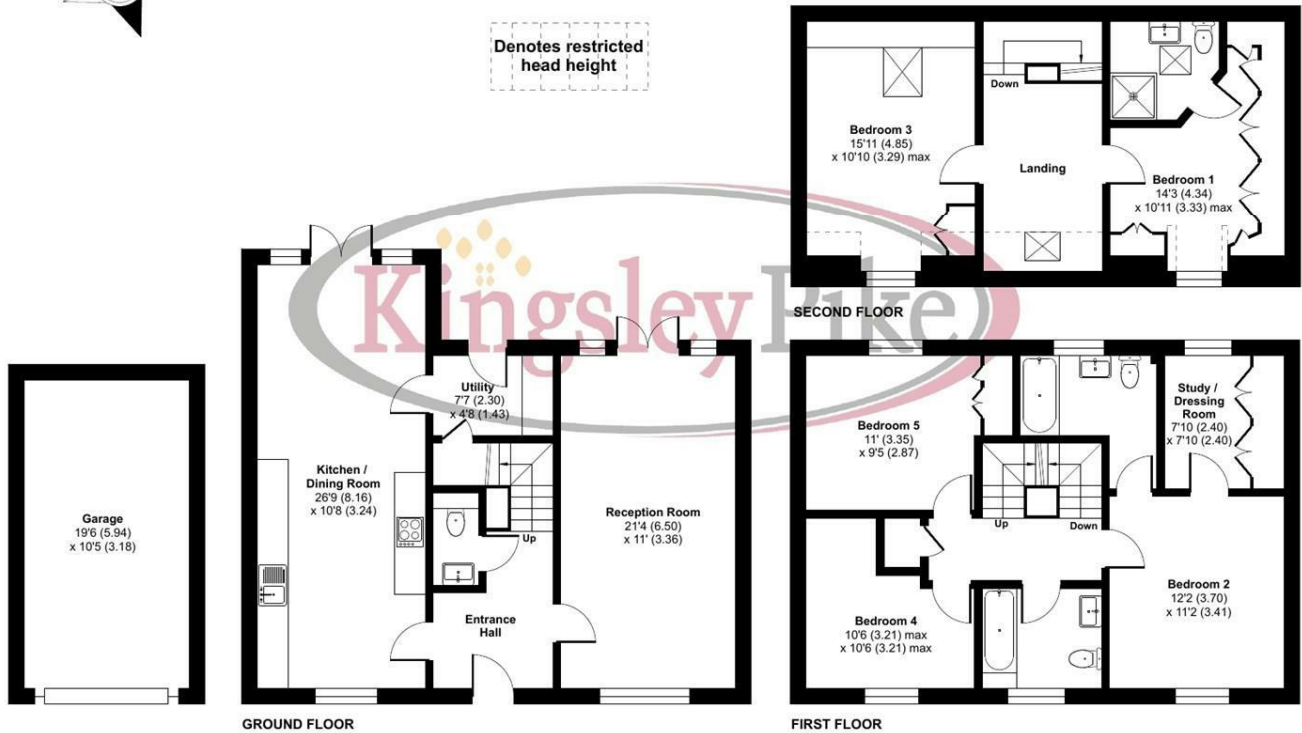 Denotes restricted
head height
Bedroom 3
15'11 (4.85)
x 10'10 (3.29) max
Down
Landing
Bedroom 1
14'3 (4.34)
x 10'11 (3.33) max
SECOND FLOOR
Kingsley Pike
Garage
19'6 (5.94)
x 10'5 (3.18)
Kitchen /
Dining Room
26'9 (8.16)
x 10'8 (3.24)
Utility
7'7 (2.30)
x 4'8 (1.43)
Up
Entrance
Hall
Reception Room
21'4 (6.50)
x 11' (3.36)
GROUND FLOOR
Bedroom 5
11' (3.35)
x 9'5 (2.87)
Study /
Dressing
Room
7'10 (2.40)
x 7'10 (2.40)
Up
Down
Bedroom 4
10'6 (3.21) max
x 10'6 (3.21) max
Bedroom 2
12'2 (3.70)
x 11'2 (3.41)
FIRST FLOOR